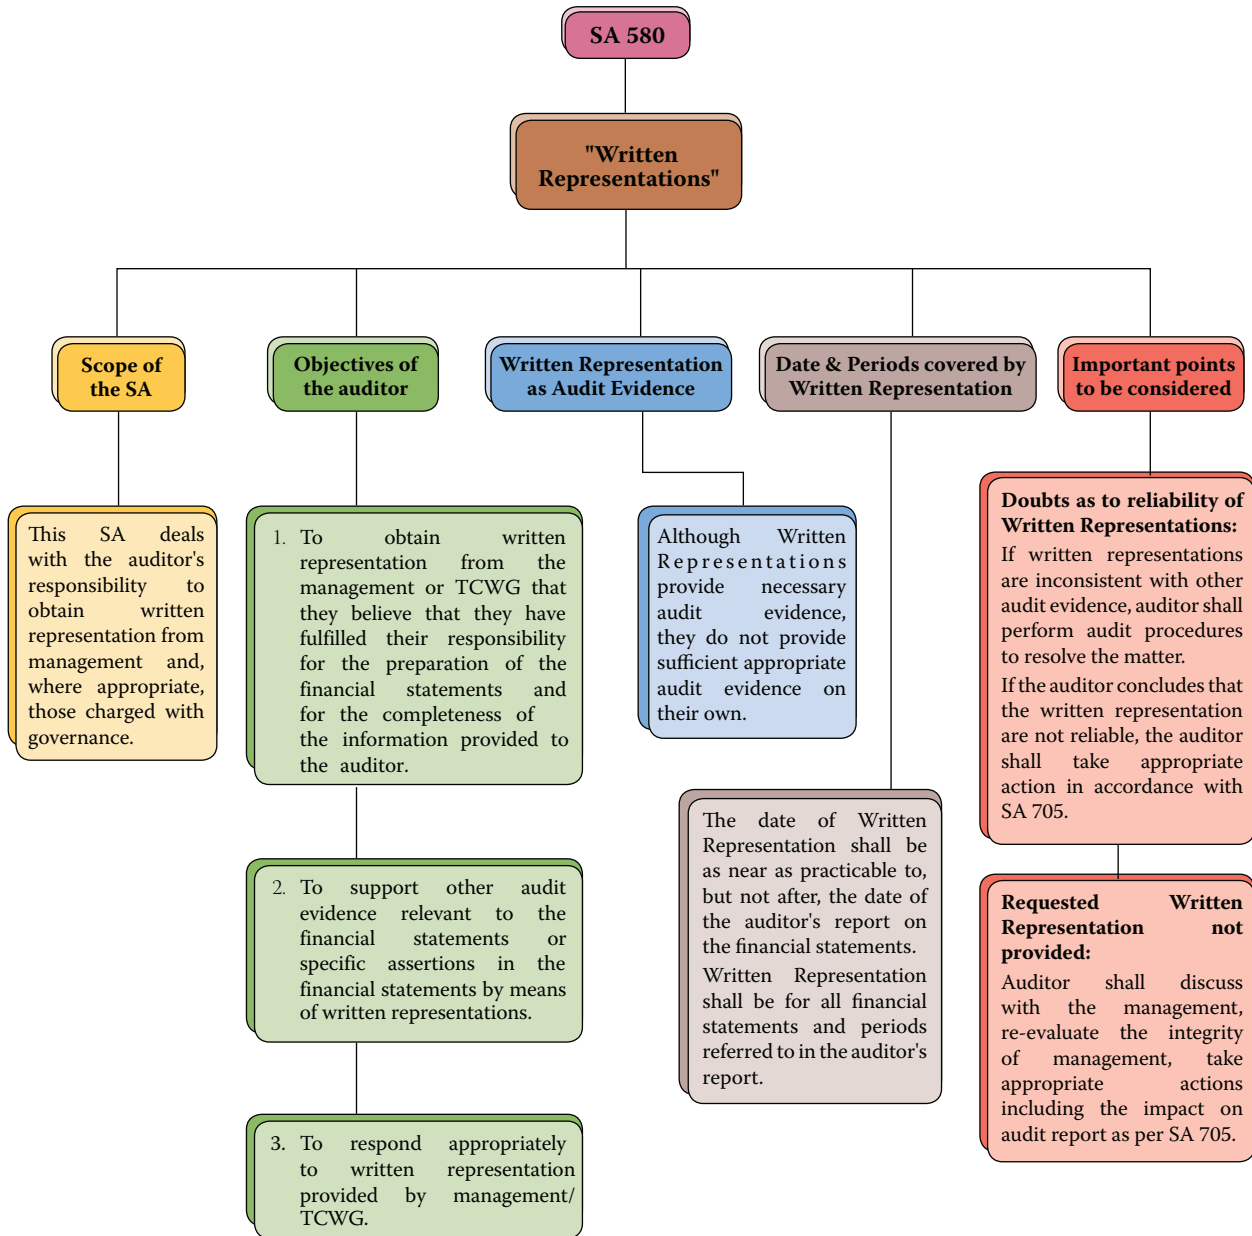 SA 580
"Written
Representations"
Scope of
the SA
This SA deals
with the auditor's
responsibility to
obtain written
representation from
management and,
where appropriate,
those charged with
governance.
Objectives of
the auditor
1. To obtain written
representation from the
management or TCWG that
they believe that they have
fulfilled their responsibility
for the preparation of the
financial statements and
for the completeness of
the information provided to
the auditor.
2. To support other audit
evidence relevant to the
financial statements or
specific assertions in the
financial statements by means
of written representations.
3. To respond appropriately
to written representation
provided by management/
TCWG.
Written Representation
as Audit Evidence
Although Written
Representations
provide necessary
audit evidence,
they do not provide
sufficient appropriate
audit evidence on
their own.
Date & Periods covered by
Written Representation
The date of Written
Representation shall be
as near as practicable to,
but not after, the date of
the auditor's report on
the financial statements.
Written Representation
shall be for all financial
statements and periods
referred to in the auditor's
report.
Important points
to be considered
Doubts as to reliability of
Written Representations:
If written representations
are inconsistent with other
audit evidence, auditor shall
perform audit procedures
to resolve the matter.
If the auditor concludes that
the written representation
are not reliable, the auditor
shall take appropriate
action in accordance with
SA 705.
Requested Written
Representation not
provided:
Auditor shall discuss
with the management,
re-evaluate the integrity
of management, take
appropriate actions
including the impact on
audit report as per SA 705.